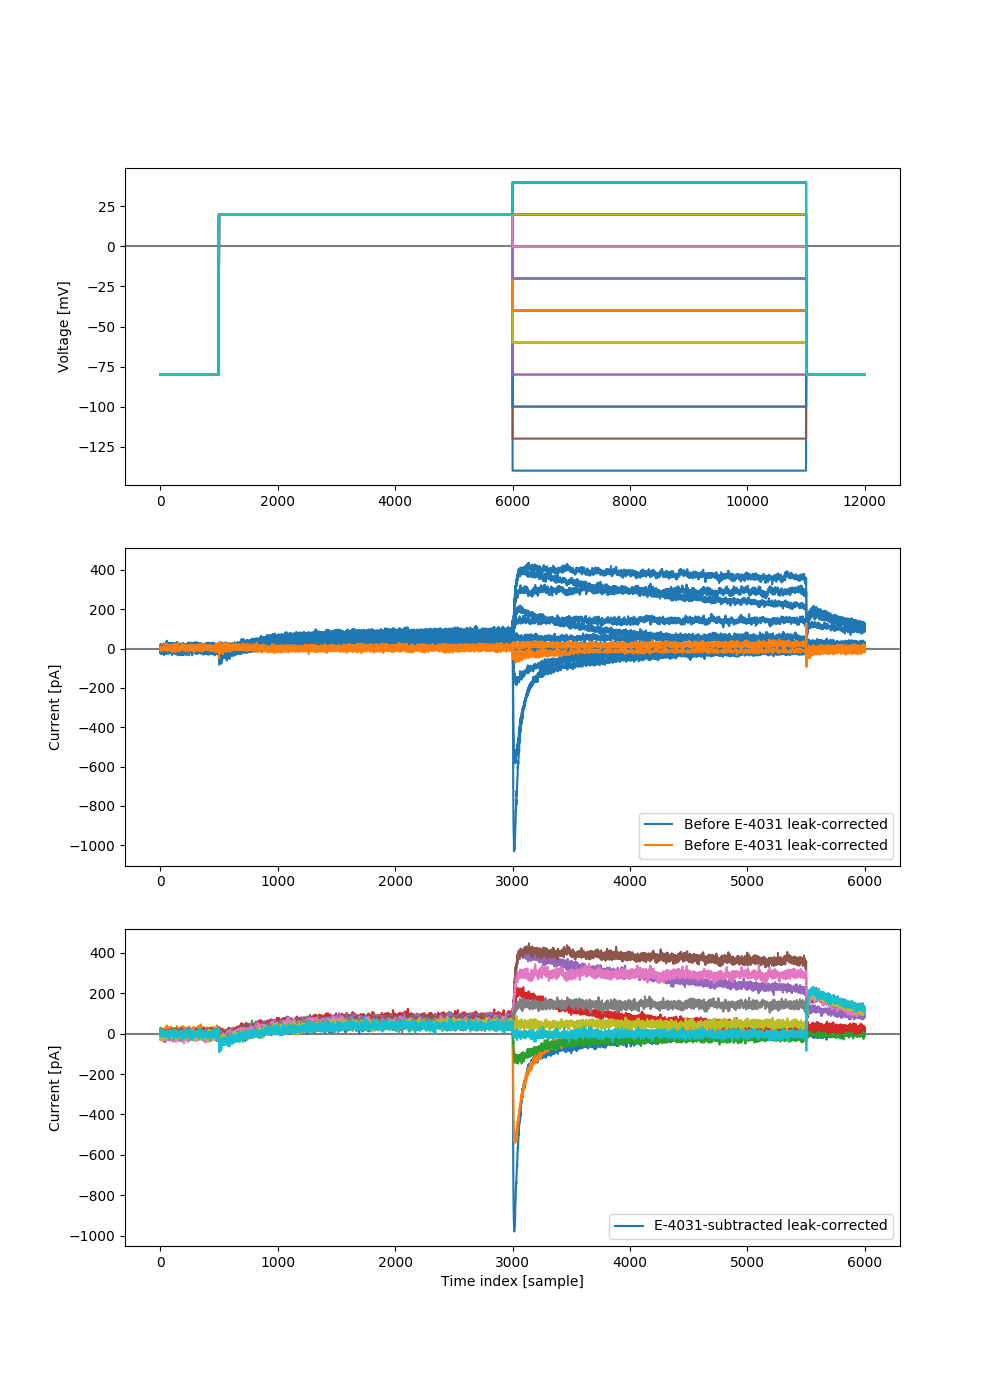 25
0
−25
−50
−75
−100
−125
Voltage [mV]
0 2000 4000 6000 8000 10000 12000
400
200
0
−200
−400
−600
−800
−1000
Current [pA]
Before E-4031 leak-corrected
Before E-4031 leak-corrected
0 1000 2000 3000 4000 5000 6000
400
200
0
−200
−400
−600
−800
−1000
Current [pA]
E-4031-subtracted leak-corrected
0 1000 2000 3000 4000 5000 6000
Time index [sample]